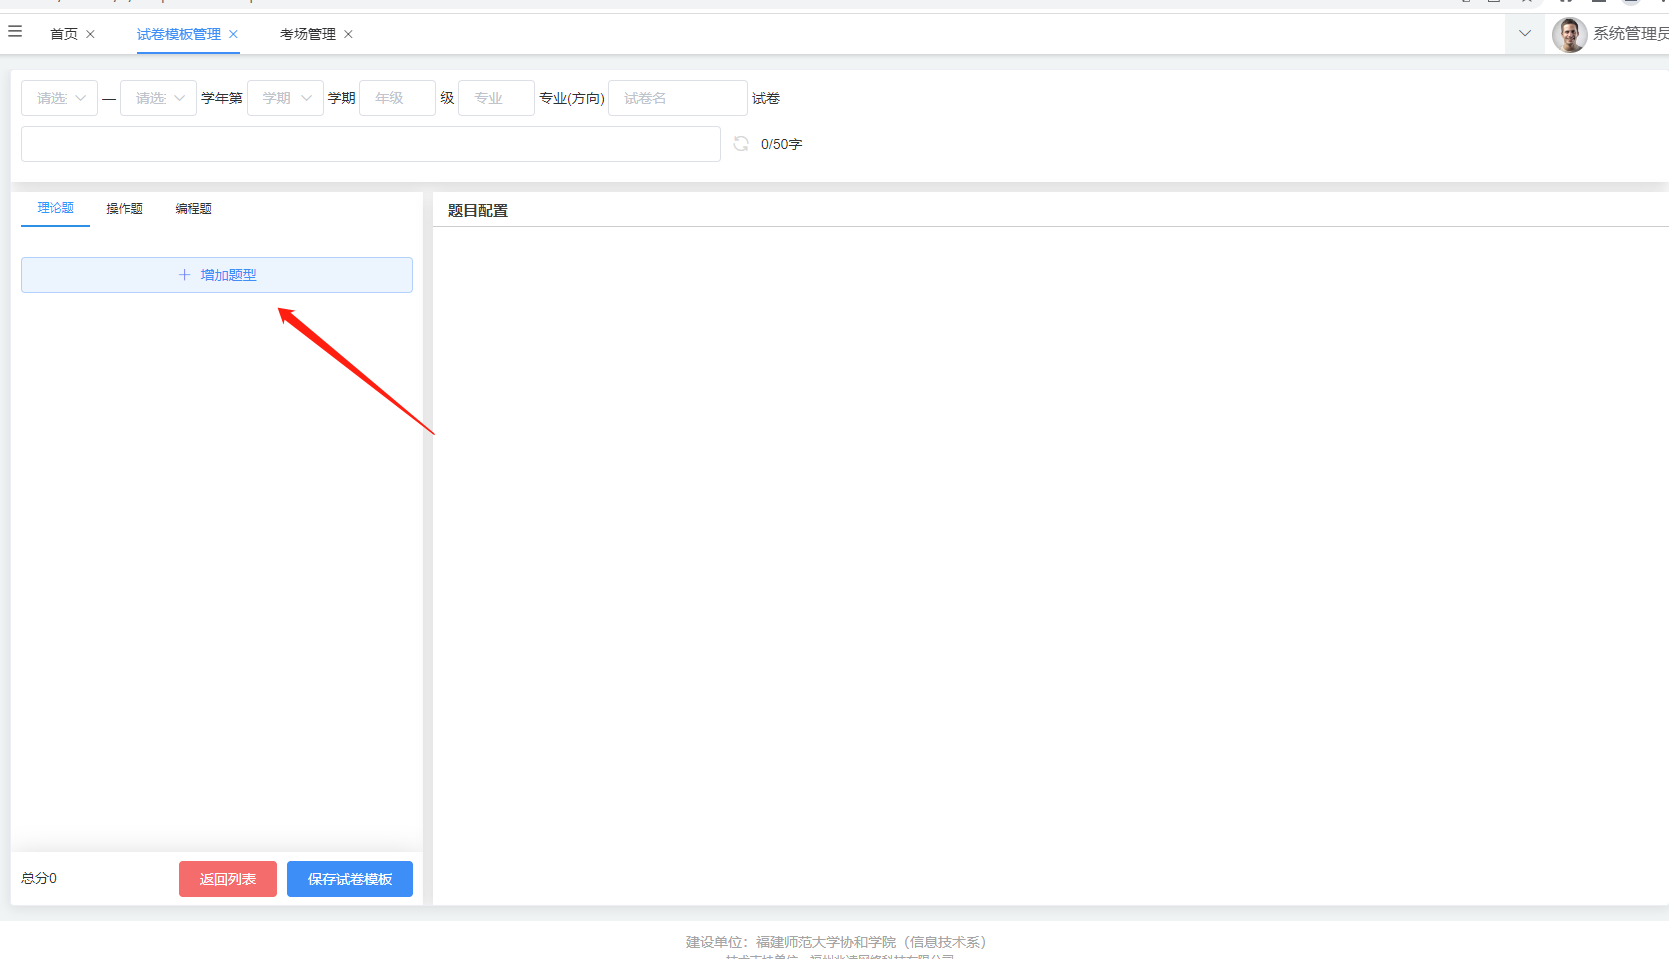 首页 试卷模板管理 考场管理 系统管理员
请选 — 请选 学年第 学期 学期 年级 级 专业 专业(方向) 试卷名 试卷
0/50字
理论题 操作题 编程题
题目配置
增加题型
总分0 返回列表 保存试卷模板
建设单位：福建师范大学协和学院（信息技术系）